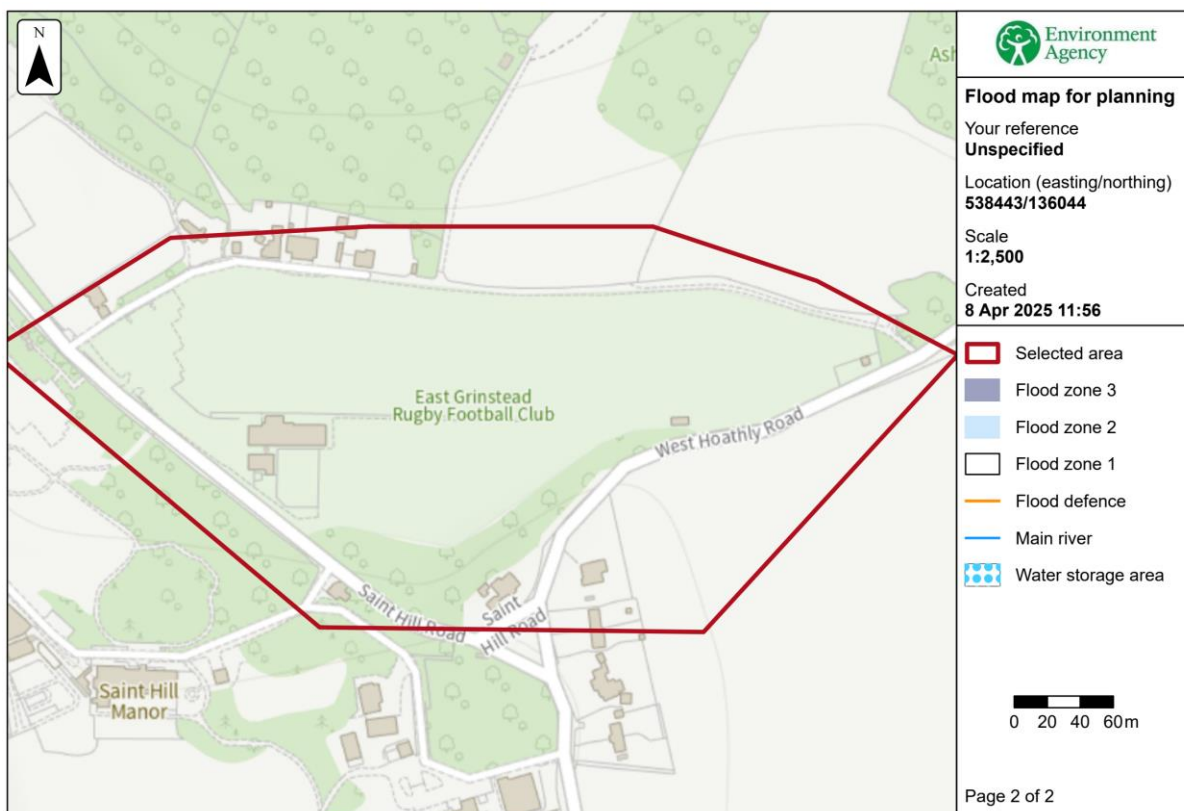 N
Ash
East Grinstead
Rugby Football Club
West Hoathly Road
Saint Hill Road
Saint
Hill Road
Saint Hill
Manor
Environment
Agency
Flood map for planning
Your reference
Unspecified
Location (easting/northing)
538443/136044
Scale
1:2,500
Created
8 Apr 2025 11:56
Selected area
Flood zone 3
Flood zone 2
Flood zone 1
Flood defence
Main river
Water storage area
0 20 40 60m
Page 2 of 2